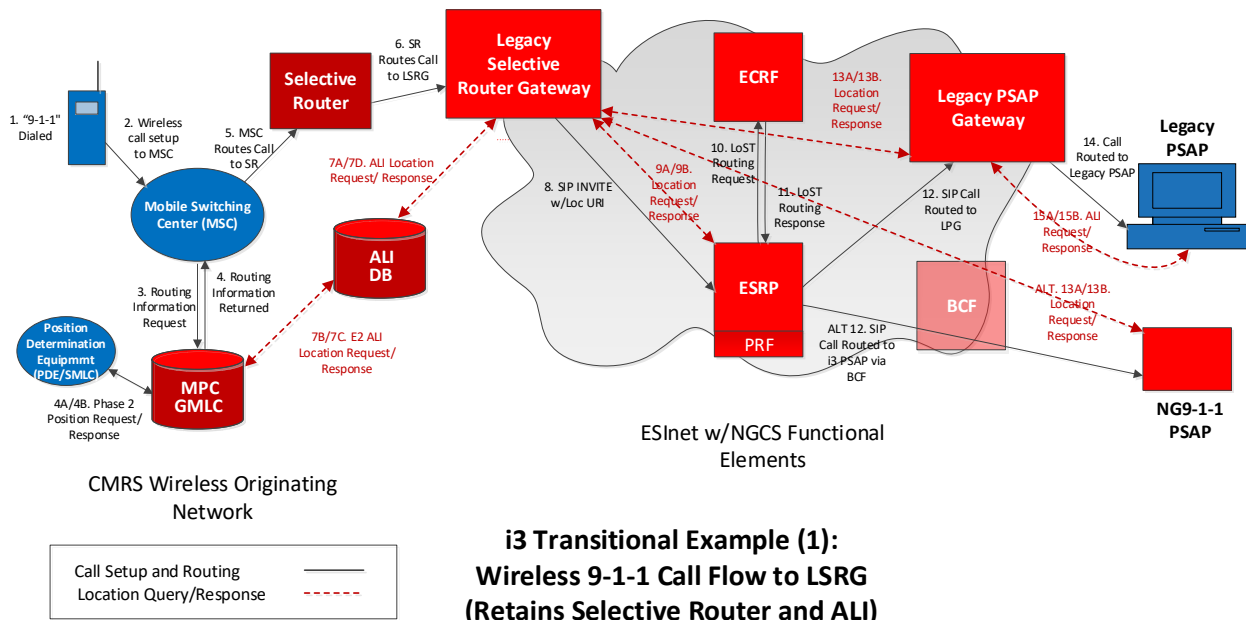 1. "9-1-1"
Dialed
2. Wireless
call setup
to MSC
5. MSC
Routes Call
to SR
Selective
Router
6. SR
Routes Call
to LSRG
Legacy
Selective
Router Gateway
ECRF
13A/13B.
Location
Request/
Response
Legacy PSAP
Gateway
14. Call
Routed to
Legacy PSAP
Legacy
PSAP
Mobile Switching
Center (MSC)
7A/7D. ALI Location
Request/ Response
8. SIP INVITE
w/Loc URI
9A/9B.
Location
Request/
Response
10. LoST
Routing
Request
11. LoST
Routing
Response
12. SIP Call
Routed to
LPG
15A/15B. ALI
Request/
Response
ALI
DB
3. Routing
Information
Request
4. Routing
Information
Returned
ESRP
PRF
BCF
ALT. 13A/13B.
Location
Request/
Response
Position
Determination
Equipmmt
(PDE/SMLC)
7B/7C. E2 ALI
Location Request/
Response
ALT 12. SIP
Call Routed to
i3 PSAP via
BCF
MPC
GMLC
4A/4B. Phase 2
Position Request/
Response
NG9-1-1
PSAP
ESInet w/NGCS Functional
Elements
CMRS Wireless Originating
Network
Call Setup and Routing
Location Query/Response
i3 Transitional Example (1):
Wireless 9-1-1 Call Flow to LSRG
(Retains Selective Router and ALI)